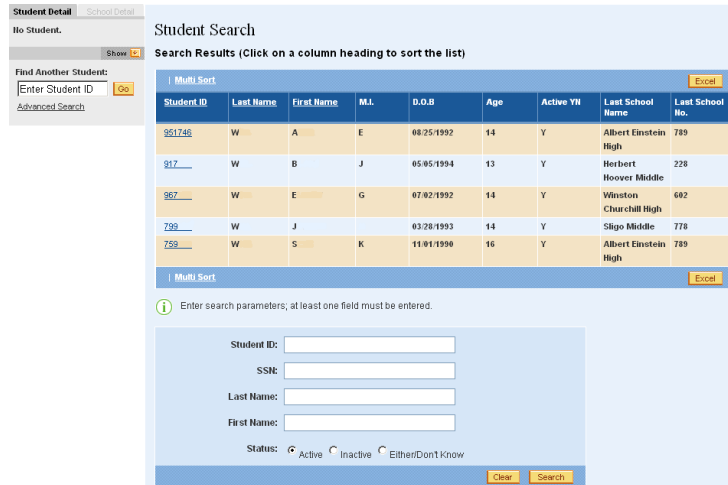 Student Detail School Detail
No Student.
Show
Find Another Student:
Enter Student ID Go
Advanced Search
Student Search
Search Results (Click on a column heading to sort the list)
| Multi Sort Excel
Student ID Last Name First Name M.I. D.O.B Age Active YN Last School Name Last School No.
951746 W A E 08/25/1992 14 Y Albert Einstein High 789
917 W B J 05/05/1994 13 Y Herbert Hoover Middle 228
967 W E G 07/02/1992 14 Y Winston Churchill High 602
799 W J 03/28/1993 14 Y Sligo Middle 778
759 W S K 11/01/1990 16 Y Albert Einstein High 789
| Multi Sort Excel
i Enter search parameters; at least one field must be entered.
Student ID:
SSN:
Last Name:
First Name:
Status: Active Inactive Either/Don't Know
Clear Search